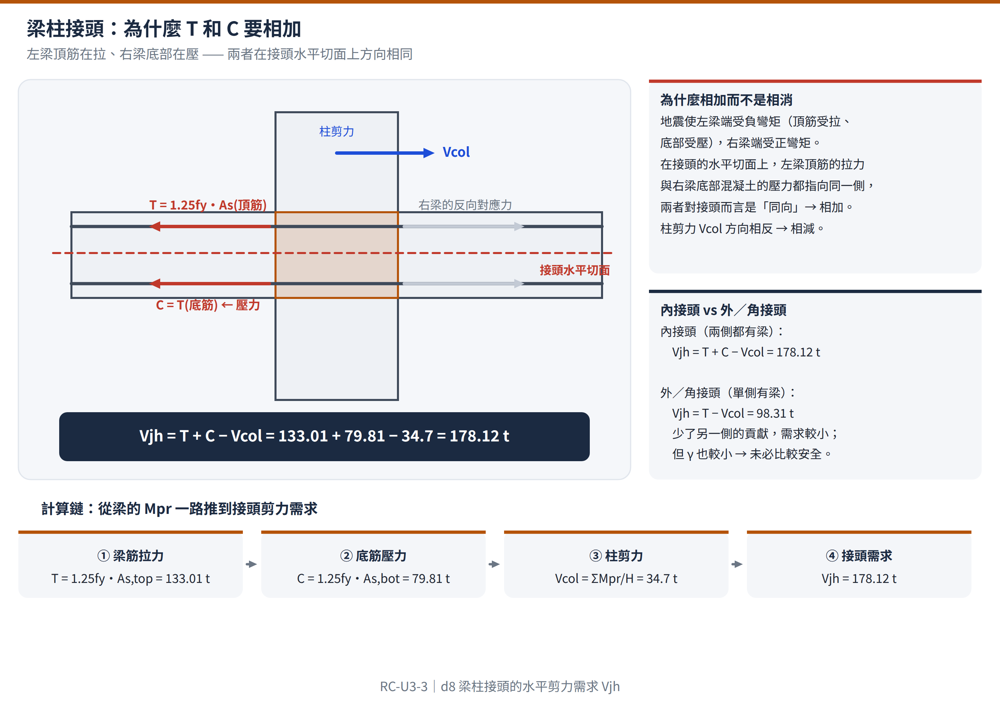 梁柱接頭：為什麼 T 和 C 要相加
左梁頂筋在拉、右梁底部在壓 —— 兩者在接頭水平切面上方向相同
柱剪力
Vcol
T = 1.25fy・As(頂筋)
右梁的反向對應力
接頭水平切面
C = T(底筋) ← 壓力
Vjh = T + C − Vcol = 133.01 + 79.81 − 34.7 = 178.12 t
為什麼相加而不是相消
地震使左梁端受負彎矩（頂筋受拉、
底部受壓），右梁端受正彎矩。
在接頭的水平切面上，左梁頂筋的拉力
與右梁底部混凝土的壓力都指向同一側，
兩者對接頭而言是「同向」→ 相加。
柱剪力 Vcol 方向相反 → 相減。
內接頭 vs 外／角接頭
內接頭（兩側都有梁）：
Vjh = T + C − Vcol = 178.12 t
外／角接頭（單側有梁）：
Vjh = T − Vcol = 98.31 t
少了另一側的貢獻，需求較小；
但 γ 也較小 → 未必比較安全。
計算鏈：從梁的 Mpr 一路推到接頭剪力需求
① 梁筋拉力
T = 1.25fy・As,top = 133.01 t
② 底筋壓力
C = 1.25fy・As,bot = 79.81 t
③ 柱剪力
Vcol = ΣMpr/H = 34.7 t
④ 接頭需求
Vjh = 178.12 t
RC-U3-3｜d8 梁柱接頭的水平剪力需求 Vjh